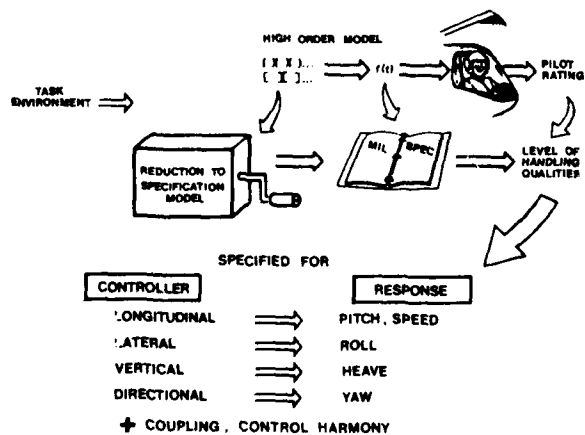 HIGH ORDER MODEL
[ X X ]...
[ X ]...
f(t)
PILOT
RATING
TASK
ENVIRONMENT
REDUCTION TO
SPECIFICATION
MODEL
MIL SPEC
LEVEL OF
HANDLING
QUALITIES
SPECIFIED FOR
CONTROLLER RESPONSE
LONGITUDINAL PITCH, SPEED
LATERAL ROLL
VERTICAL HEAVE
DIRECTIONAL YAW
+ COUPLING, CONTROL HARMONY